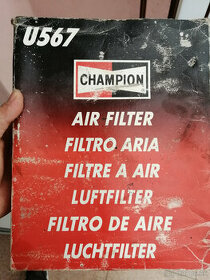 U567
CHAMPION
AIR FILTER
FILTRO ARIA
FILTRE A AIR
LUFTFILTER
FILTRO DE AIRE
LUCHTFILTER